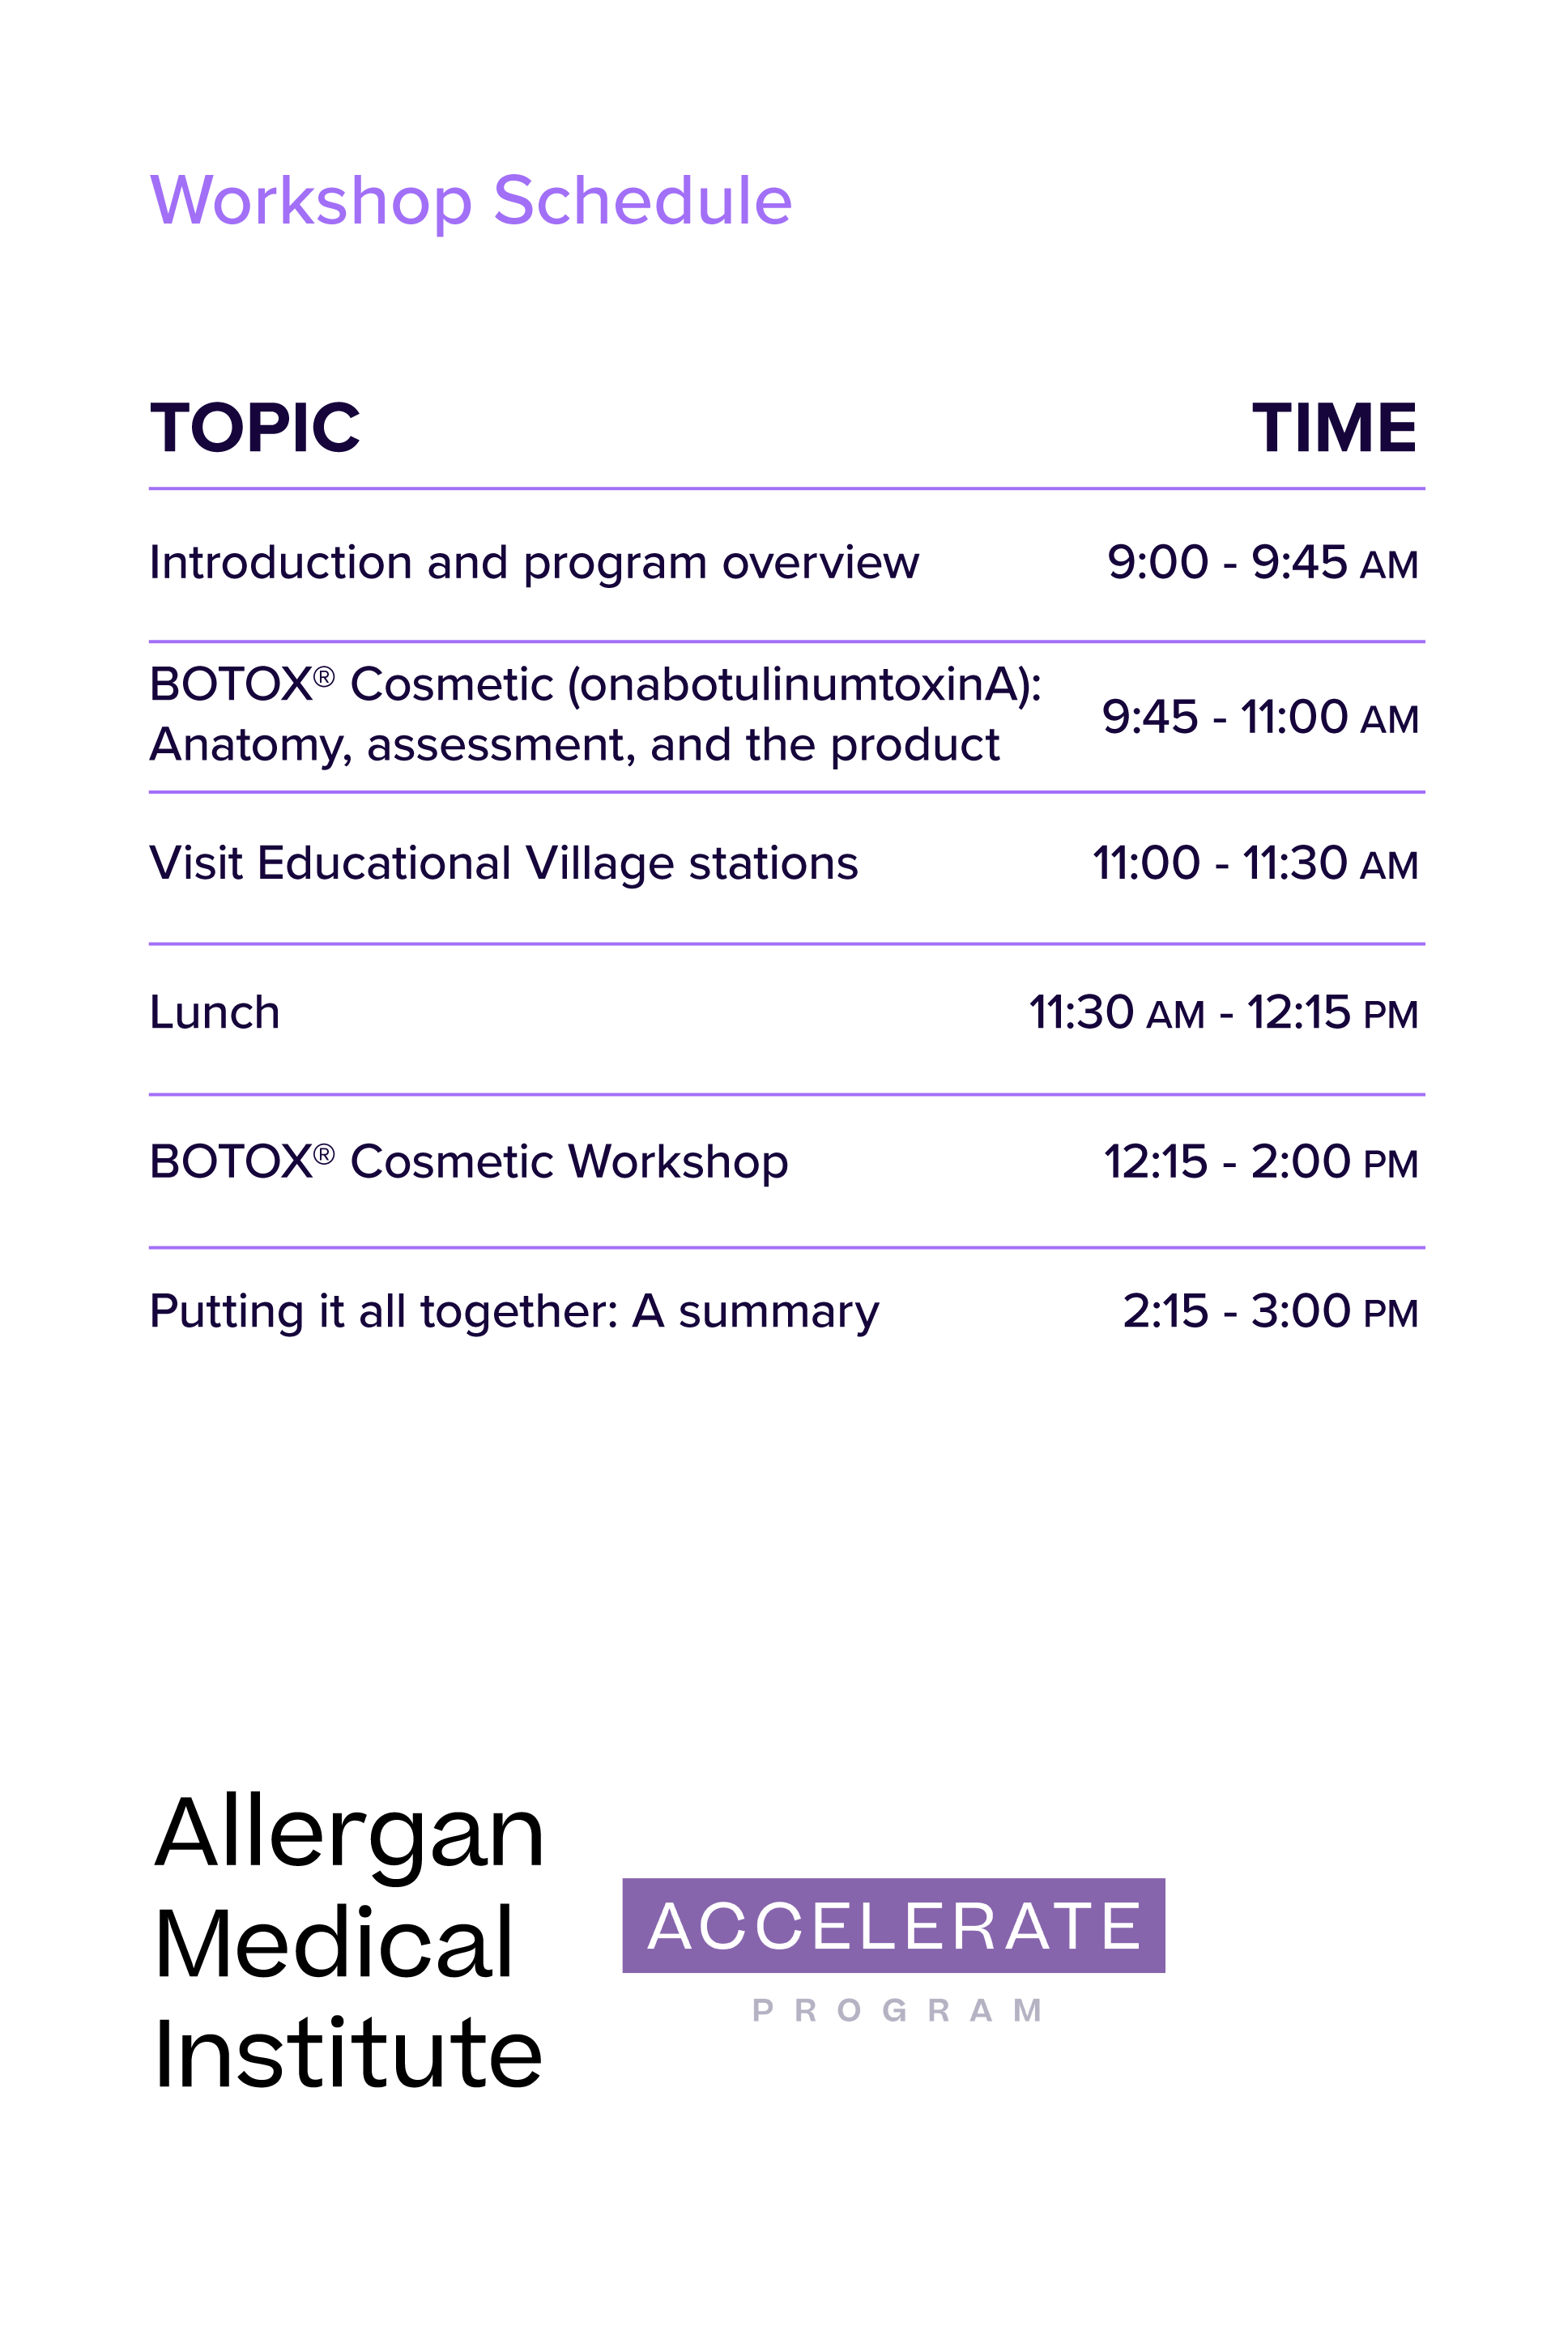 Workshop Schedule
TOPIC TIME
Introduction and program overview 9:00 - 9:45 AM
BOTOX® Cosmetic (onabotulinumtoxinA):
Anatomy, assessment, and the product 9:45 - 11:00 AM
Visit Educational Village stations 11:00 - 11:30 AM
Lunch 11:30 AM - 12:15 PM
BOTOX® Cosmetic Workshop 12:15 - 2:00 PM
Putting it all together: A summary 2:15 - 3:00 PM
Allergan
Medical
Institute
ACCELERATE
PROGRAM